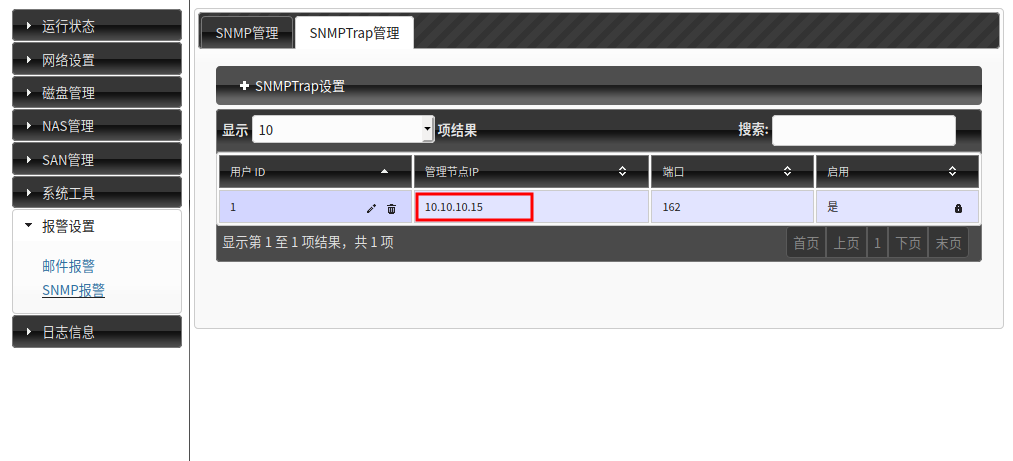 运行状态
网络设置
磁盘管理
NAS管理
SAN管理
系统工具
报警设置
邮件报警
SNMP报警
日志信息
SNMP管理 SNMPTrap管理
SNMPTrap设置
显示 10 项结果 搜索:
用户 ID 管理节点IP 端口 启用
1 10.10.10.15 162 是
显示第 1 至 1 项结果，共 1 项 首页 上页 1 下页 末页